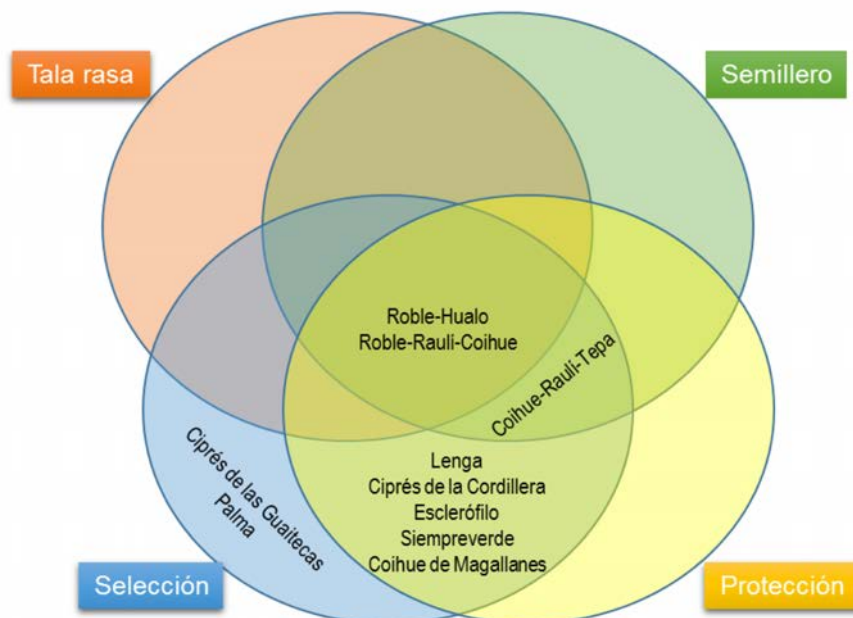 Tala rasa
Semillero
Roble-Hualo
Roble-Raulí-Coihue
Coihue-Raulí-Tepa
Ciprés de las Guaitecas
Palma
Lenga
Ciprés de la Cordillera
Esclerófilo
Siempreverde
Coihue de Magallanes
Selección
Protección